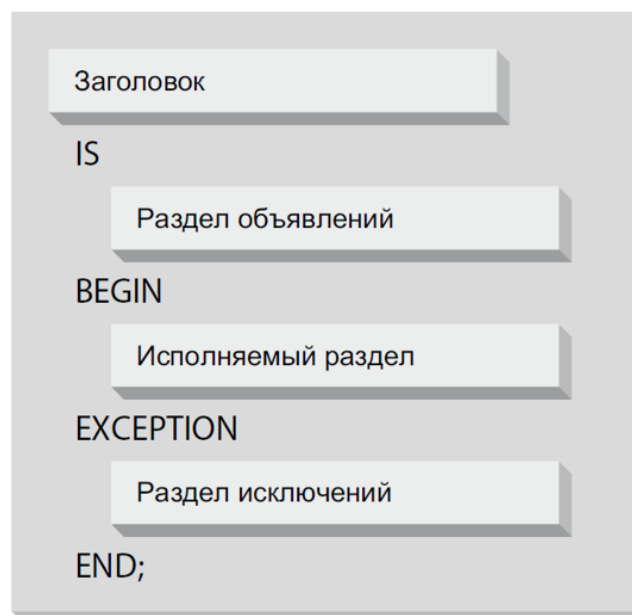 Заголовок
IS
Раздел объявлений
BEGIN
Исполняемый раздел
EXCEPTION
Раздел исключений
END;